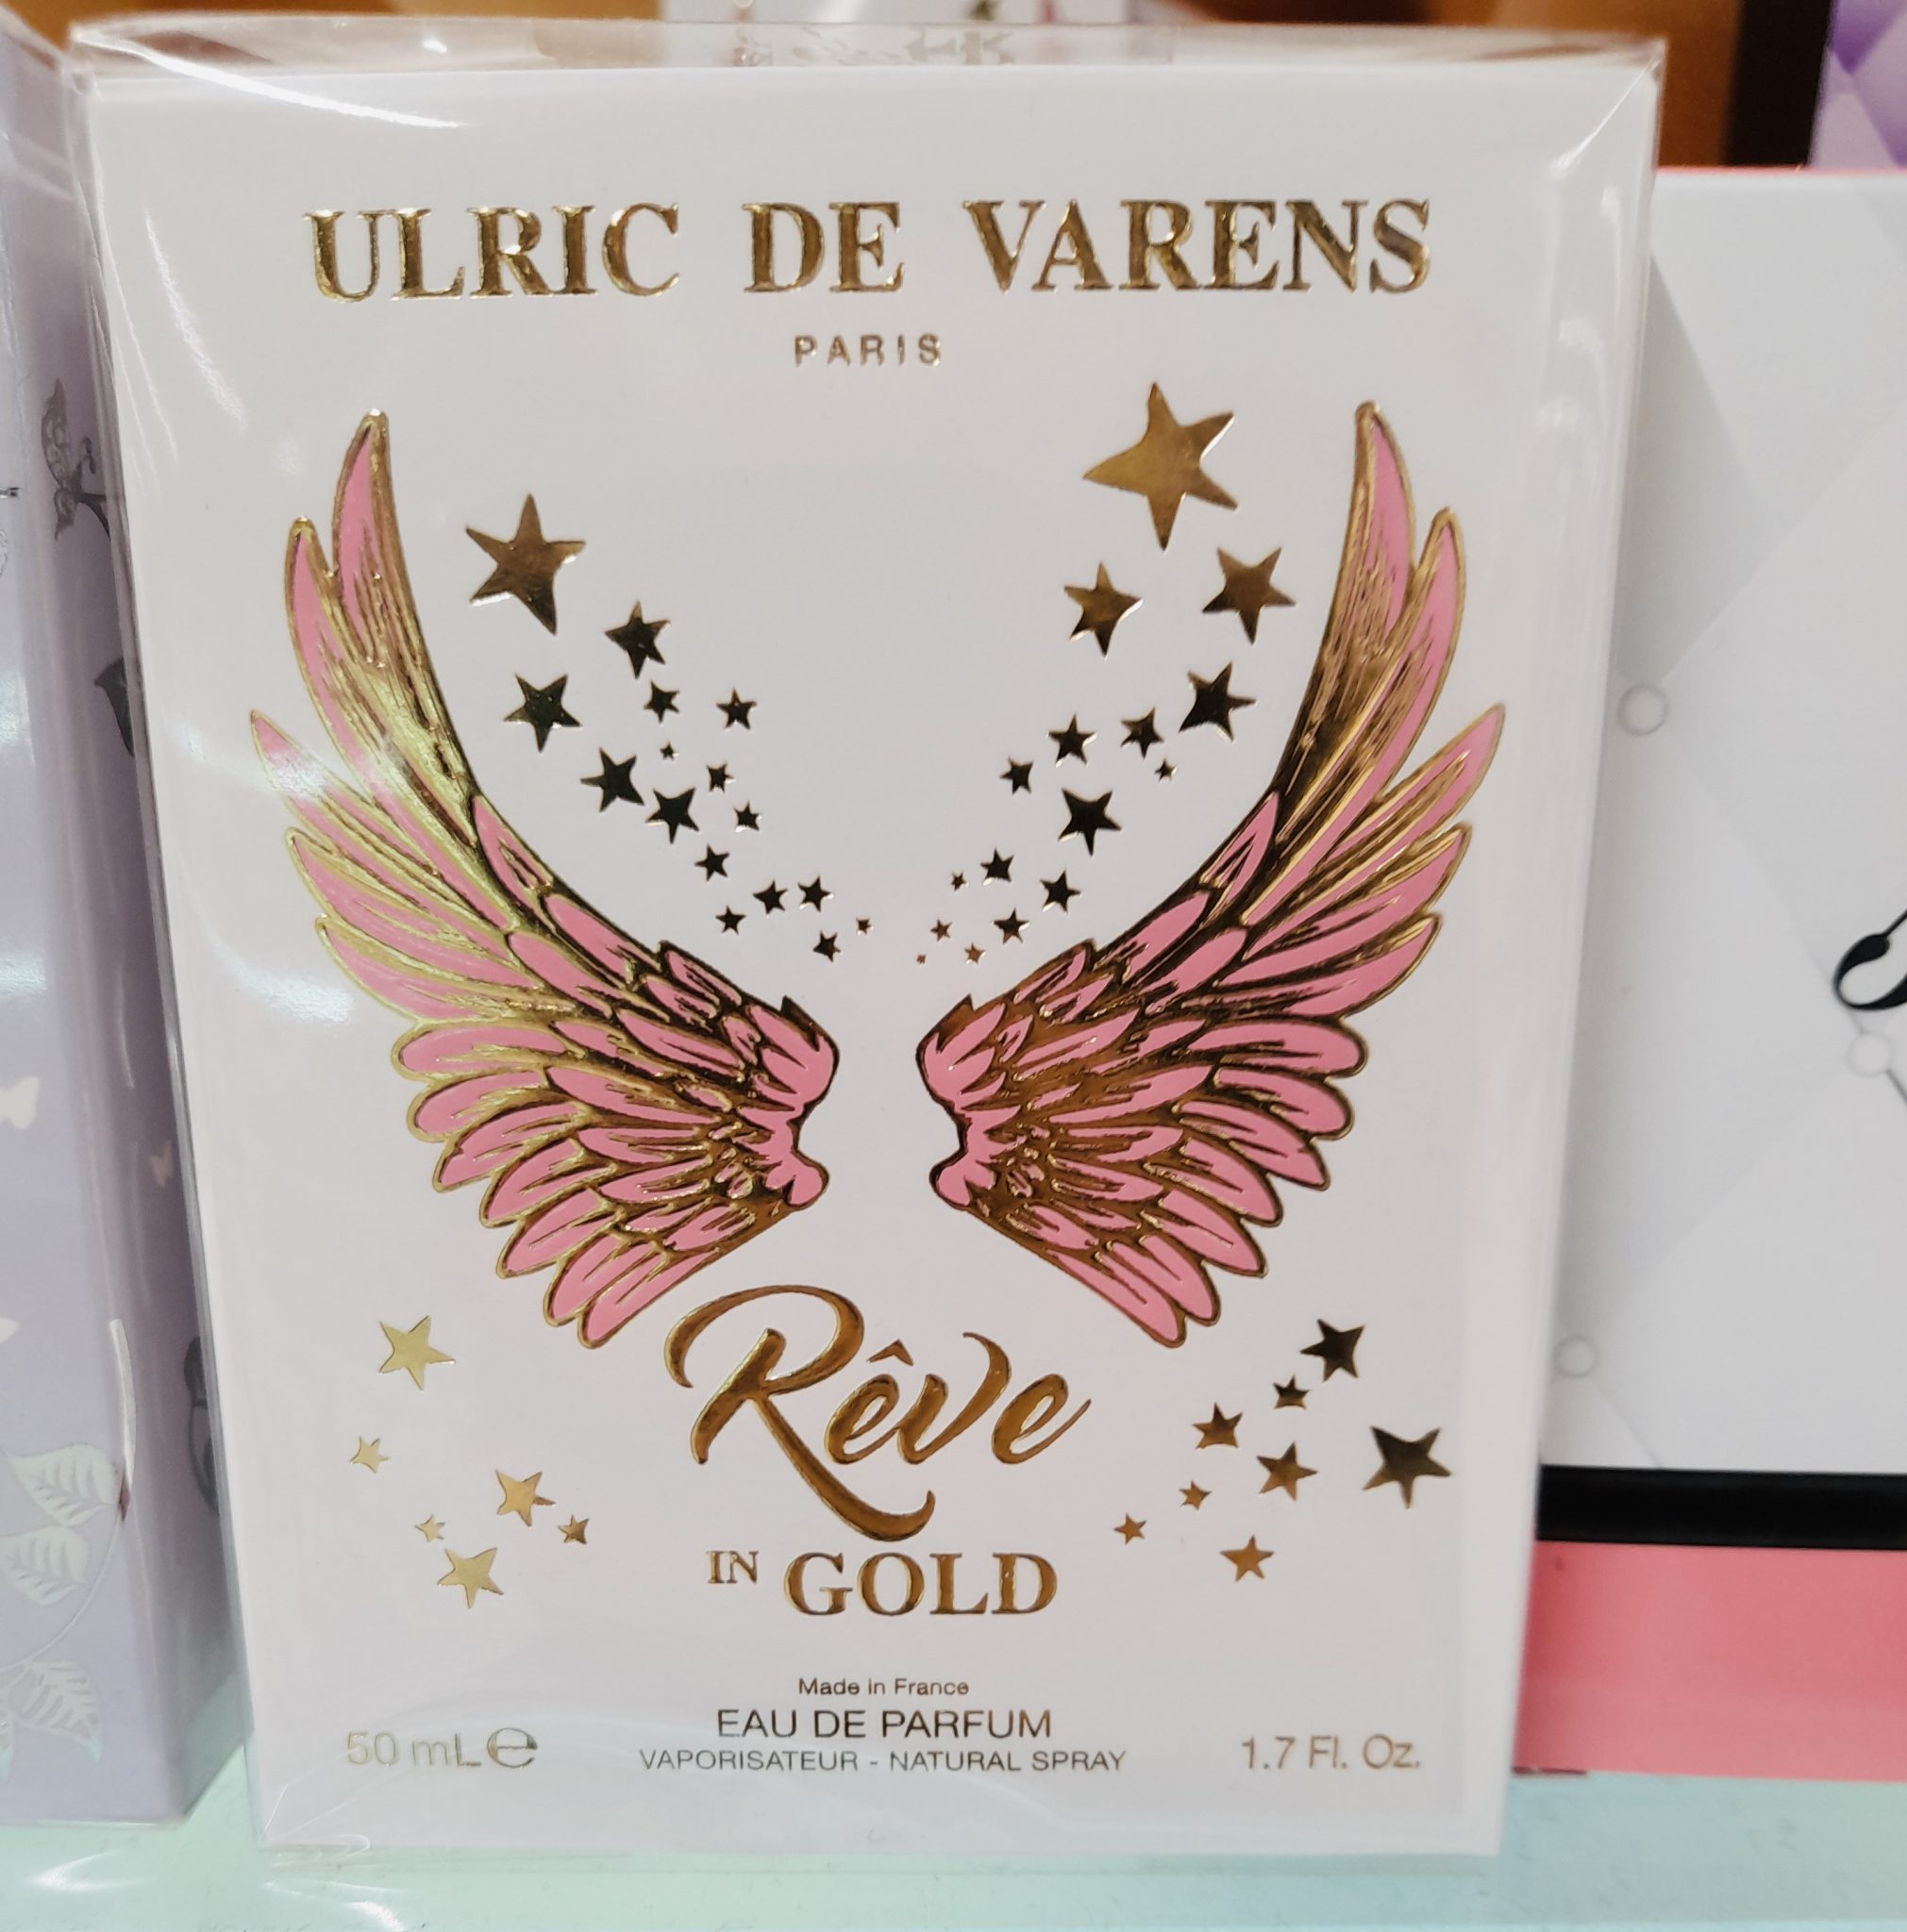 ULRIC DE VARENS
PARIS
Rêve
IN GOLD
Made in France
EAU DE PARFUM
50 mL℮
VAPORISATEUR - NATURAL SPRAY
1.7 Fl. Oz.